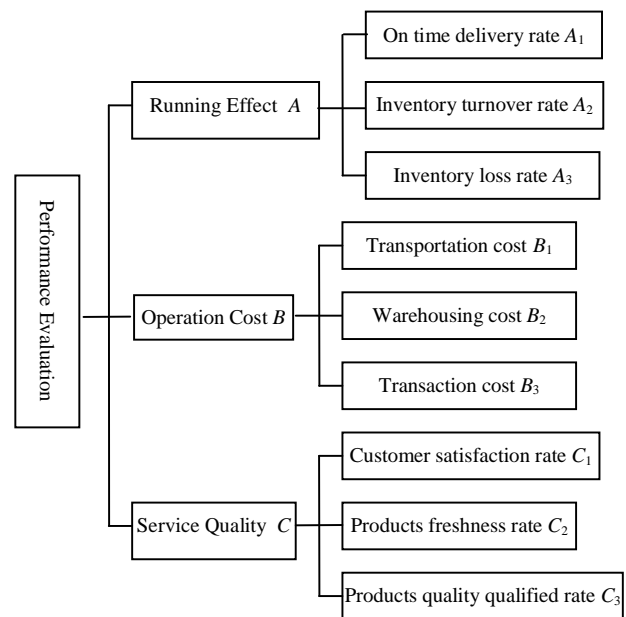 Performance Evaluation
Running Effect A
On time delivery rate A₁
Inventory turnover rate A₂
Inventory loss rate A₃
Operation Cost B
Transportation cost B₁
Warehousing cost B₂
Transaction cost B₃
Service Quality C
Customer satisfaction rate C₁
Products freshness rate C₂
Products quality qualified rate C₃